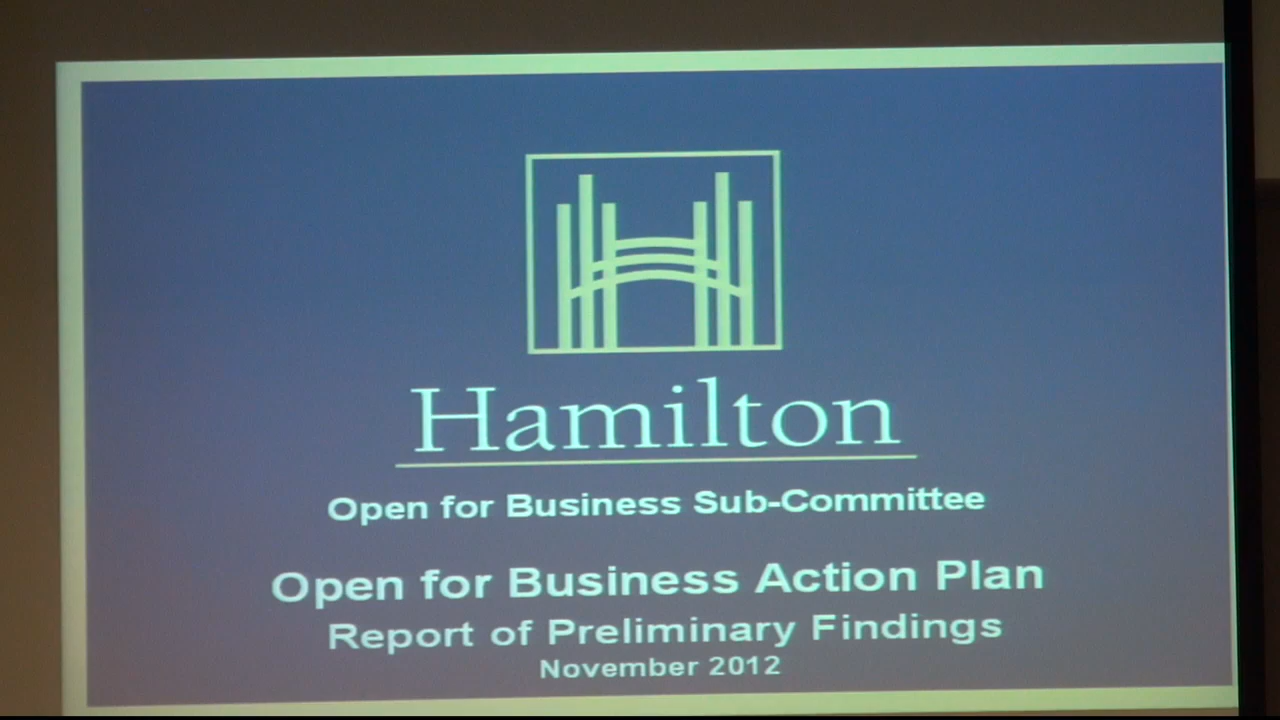 Hamilton
Open for Business Sub-Committee
Open for Business Action Plan
Report of Preliminary Findings
November 2012